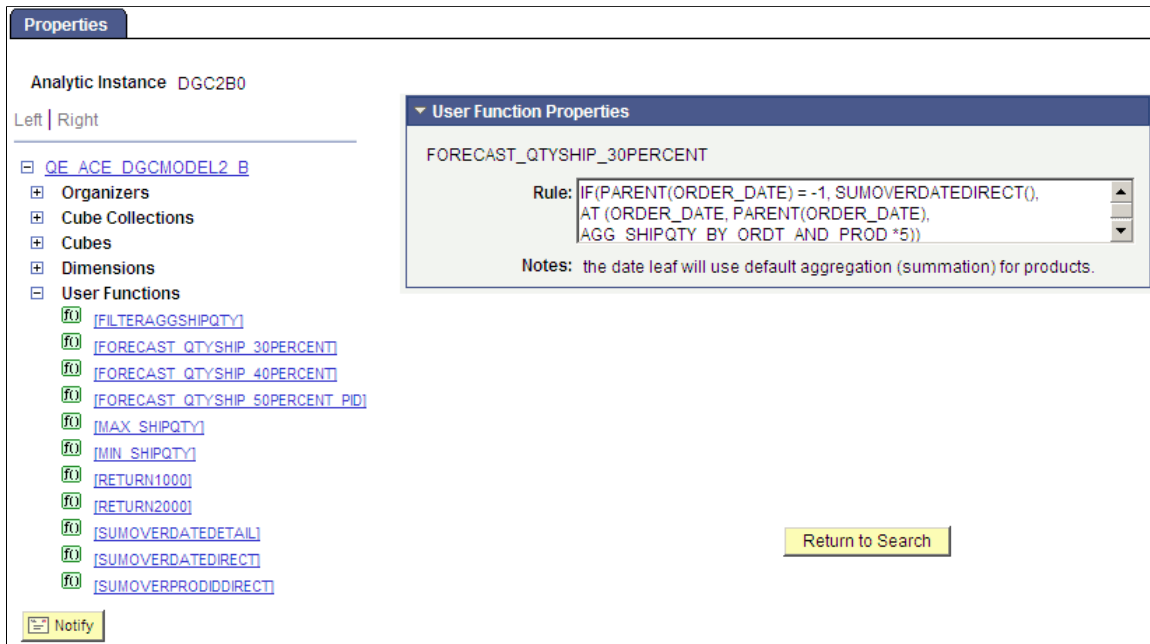 Properties
Analytic Instance DGC2B0
Left | Right
QE_ACE_DGCMODEL2_B
Organizers
Cube Collections
Cubes
Dimensions
User Functions
f() [FILTERAGGSHIPQTY]
f() [FORECAST_QTYSHIP_30PERCENT]
f() [FORECAST_QTYSHIP_40PERCENT]
f() [FORECAST_QTYSHIP_50PERCENT_PID]
f() [MAX_SHIPQTY]
f() [MIN_SHIPQTY]
f() [RETURN1000]
f() [RETURN2000]
f() [SUMOVERDATEDETAIL]
f() [SUMOVERDATEDIRECT]
f() [SUMOVERPRODIDDIRECT]
Notify
User Function Properties
FORECAST_QTYSHIP_30PERCENT
Rule: IF(PARENT(ORDER_DATE) = -1, SUMOVERDATEDIRECT(),
AT (ORDER_DATE, PARENT(ORDER_DATE),
AGG_SHIPQTY_BY_ORDT_AND_PROD *5))
Notes: the date leaf will use default aggregation (summation) for products.
Return to Search